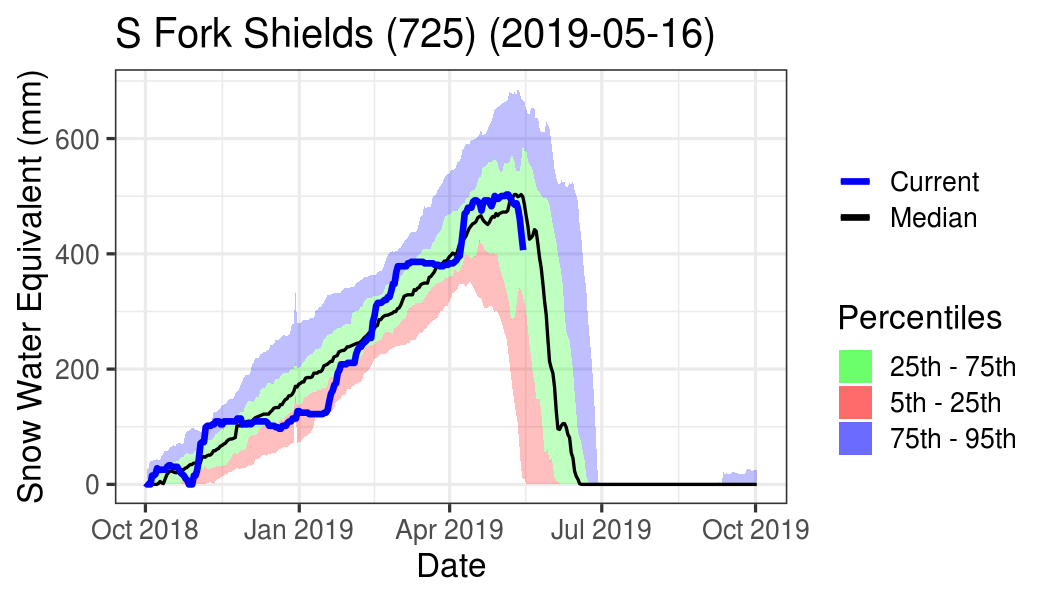 S Fork Shields (725) (2019-05-16)
Snow Water Equivalent (mm)
600
400
200
0
Oct 2018
Jan 2019
Apr 2019
Jul 2019
Oct 2019
Date
Current
Median
Percentiles
25th - 75th
5th - 25th
75th - 95th